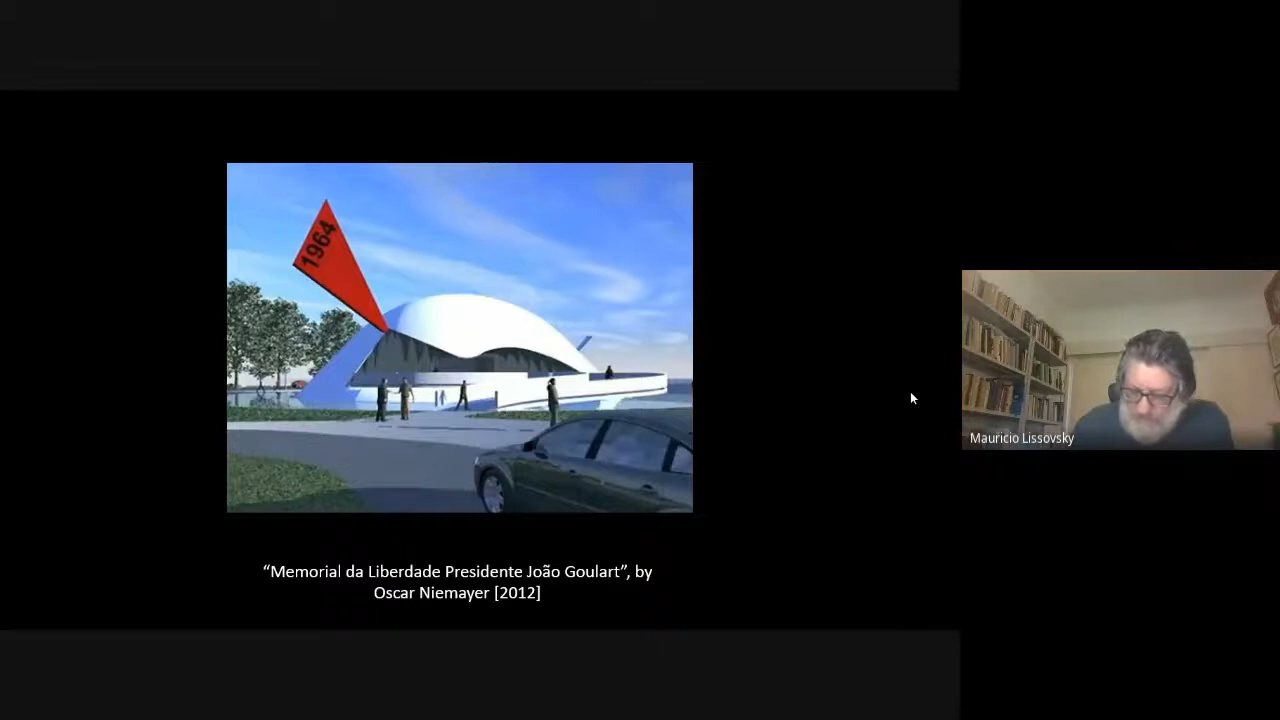 1964
“Memorial da Liberdade Presidente João Goulart”, by
Oscar Niemayer [2012]
Mauricio Lissovsky